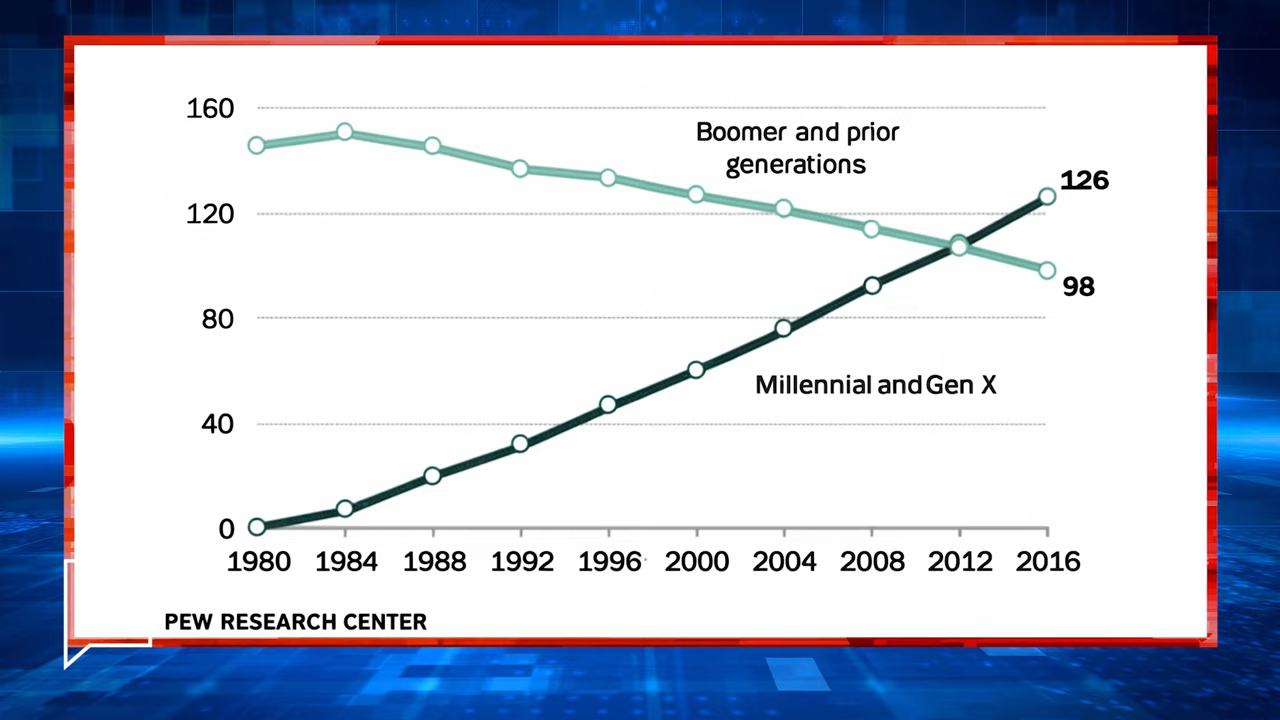 160
Boomer and prior
generations
126
120
98
80
Millennial and Gen X
40
0
1980 1984 1988 1992 1996 2000 2004 2008 2012 2016
PEW RESEARCH CENTER